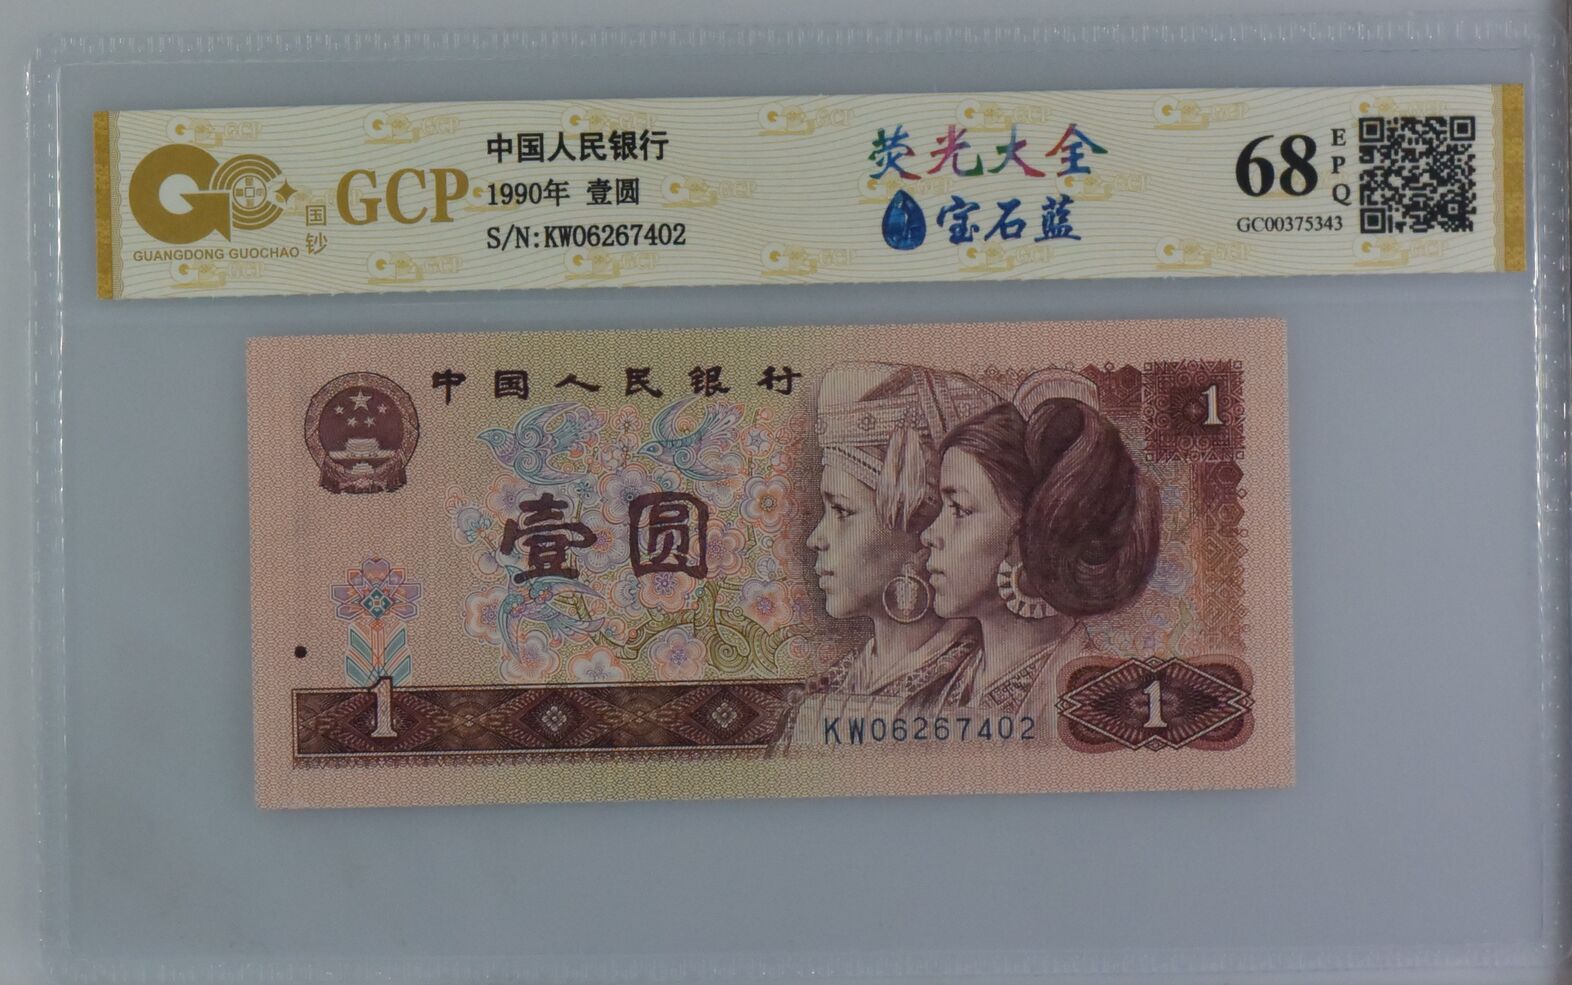 GCP
国钞
GUANGDONG GUOCHAO
中国人民银行
1990年 壹圆
S/N:KW06267402
荧光大全
宝石蓝
68
EPQ
GC00375343
中国人民银行
1
壹圆
1
KW06267402
1